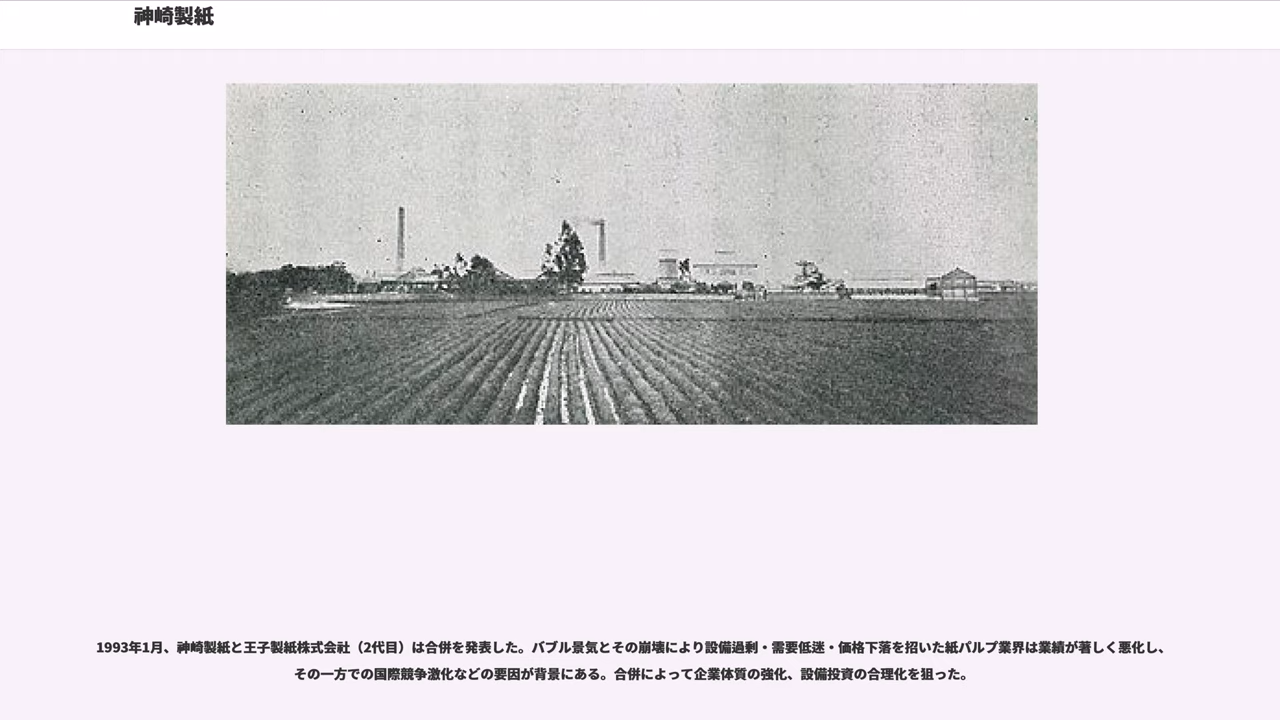 神崎製紙
1993年1月、神崎製紙と王子製紙株式会社（2代目）は合併を発表した。バブル景気とその崩壊により設備過剰・需要低迷・価格下落を招いた紙パルプ業界は業績が著しく悪化し、
その一方での国際競争激化などの要因が背景にある。合併によって企業体質の強化、設備投資の合理化を狙った。